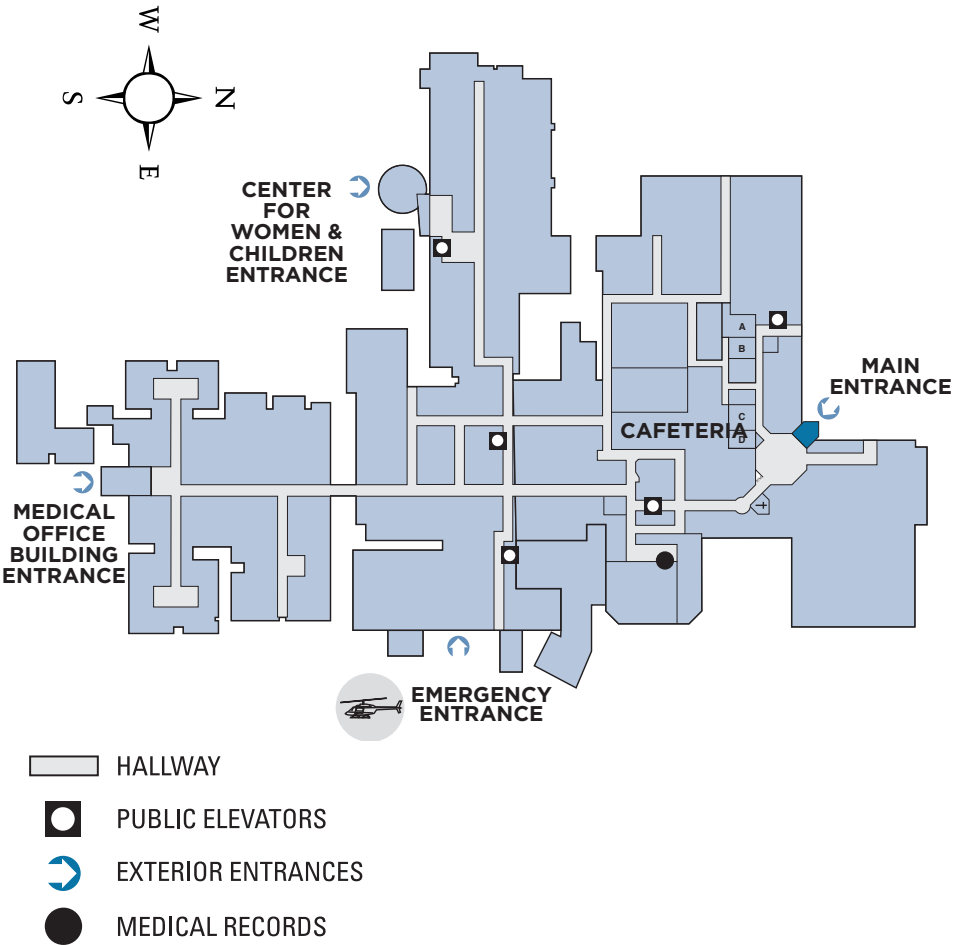 W
S
N
E
CENTER
FOR
WOMEN &
CHILDREN
ENTRANCE
A
B
MAIN
ENTRANCE
C
CAFETERIA
D
MEDICAL
OFFICE
BUILDING
ENTRANCE
EMERGENCY
ENTRANCE
HALLWAY
PUBLIC ELEVATORS
EXTERIOR ENTRANCES
MEDICAL RECORDS